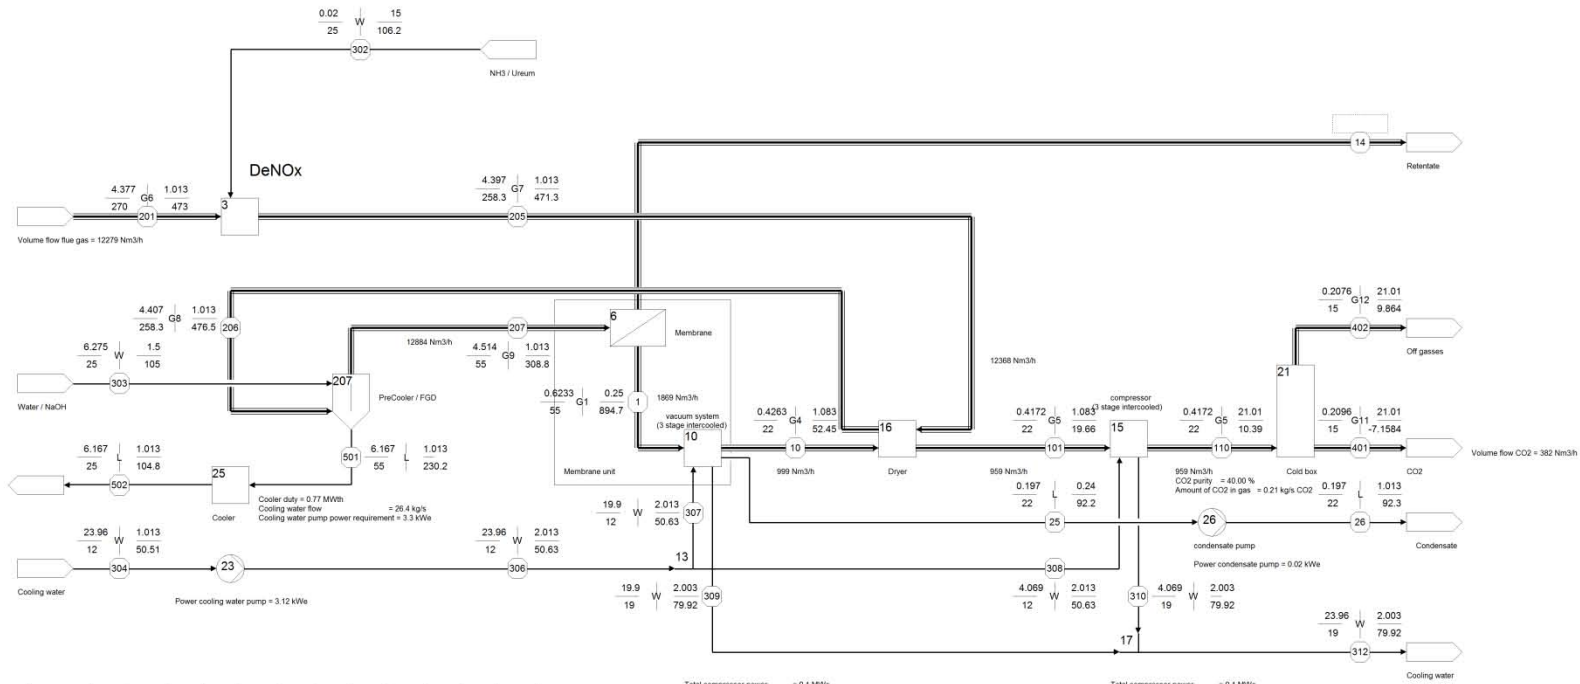 0.02 W 15
25 106.2
302
NH3 / Ureum
14
Retentate
DeNOx
4.377 G6 1.013
270 473
201
3
4.397 G7 1.013
258.3 471.3
205
Volume flow flue gas = 12279 Nm3/h
4.407 G8 1.013
258.3 476.5
206
207
12884 Nm3/h
4.514 G9 1.013
55 308.8
6
Membrane
12368 Nm3/h
0.2076 G12 21.01
15 9.864
402
Off gasses
6.275 W 1.5
25 105
303
Water / NaOH
207
PreCooler / FGD
0.6233 G1 0.25
55 894.7
1
1869 Nm3/h
vacuum system
(3 stage intercooled)
10
Membrane unit
0.4263 G4 1.083
22 52.45
10
999 Nm3/h
16
Dryer
0.4172 G5 1.083
22 19.66
101
959 Nm3/h
compressor
(3 stage intercooled)
15
0.4172 G5 21.01
22 10.39
110
21
Cold box
0.2096 G11 21.01
15 -7.1584
401
CO2
Volume flow CO2 = 382 Nm3/h
959 Nm3/h
CO2 purity = 40.00 %
Amount of CO2 in gas = 0.21 kg/s CO2
6.167 L 1.013
25 104.8
502
25
Cooler
501
6.167 L 1.013
55 230.2
Cooler duty = 0.77 MWth
Cooling water flow = 26.4 kg/s
Cooling water pump power requirement = 3.3 kWe
19.9 W 2.013
12 50.63
307
0.197 L 0.24
22 92.2
25
26
condensate pump
Power condensate pump = 0.02 kWe
0.197 L 1.013
22 92.3
26
Condensate
23.96 W 1.013
12 50.51
304
Cooling water
23
Power cooling water pump = 3.12 kWe
23.96 W 2.013
12 50.63
306
13
308
19.9 W 2.003
19 79.92
309
4.069 W 2.013
12 50.63
310
4.069 W 2.003
19 79.92
17
23.96 W 2.003
19 79.92
312
Cooling water